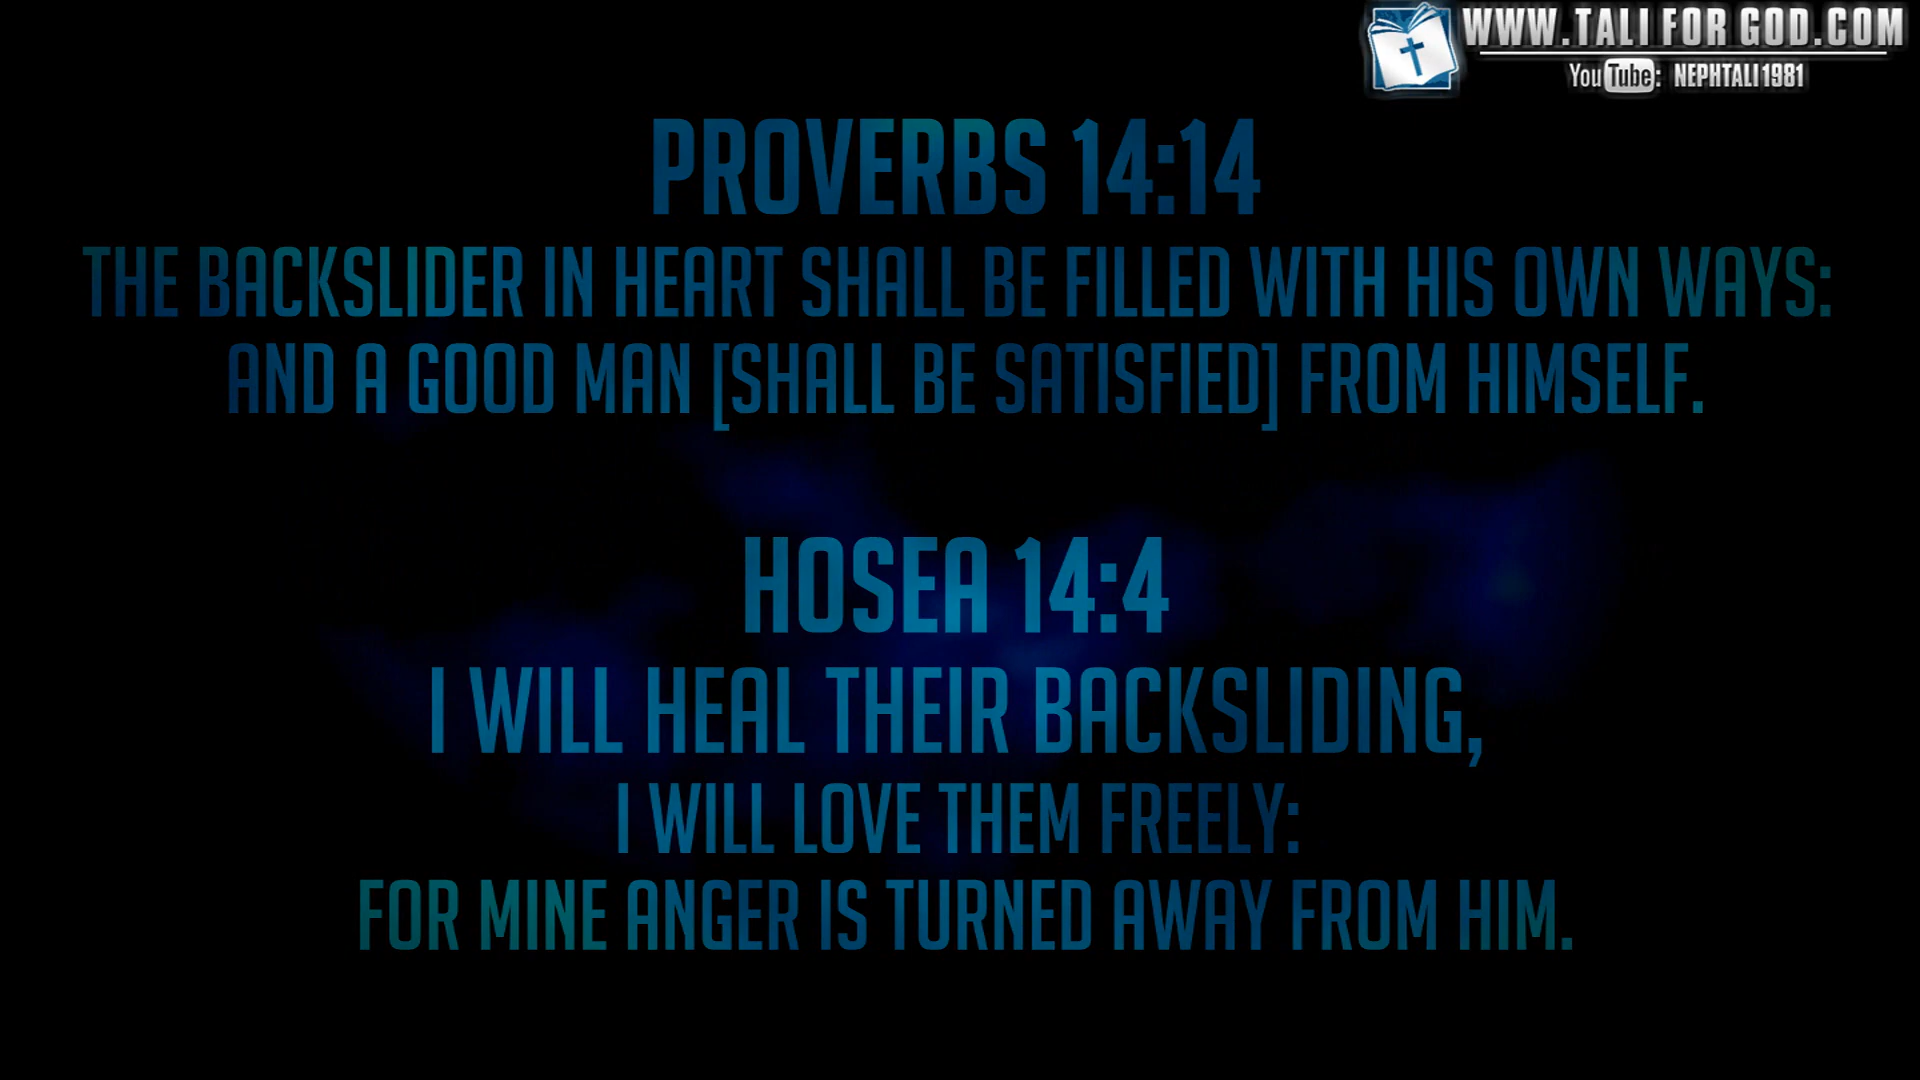 WWW.TALI FOR GOD.COM
YouTube: NEPHTALI1981
PROVERBS 14:14
THE BACKSLIDER IN HEART SHALL BE FILLED WITH HIS OWN WAYS:
AND A GOOD MAN [SHALL BE SATISFIED] FROM HIMSELF.
HOSEA 14:4
I WILL HEAL THEIR BACKSLIDING,
I WILL LOVE THEM FREELY:
FOR MINE ANGER IS TURNED AWAY FROM HIM.